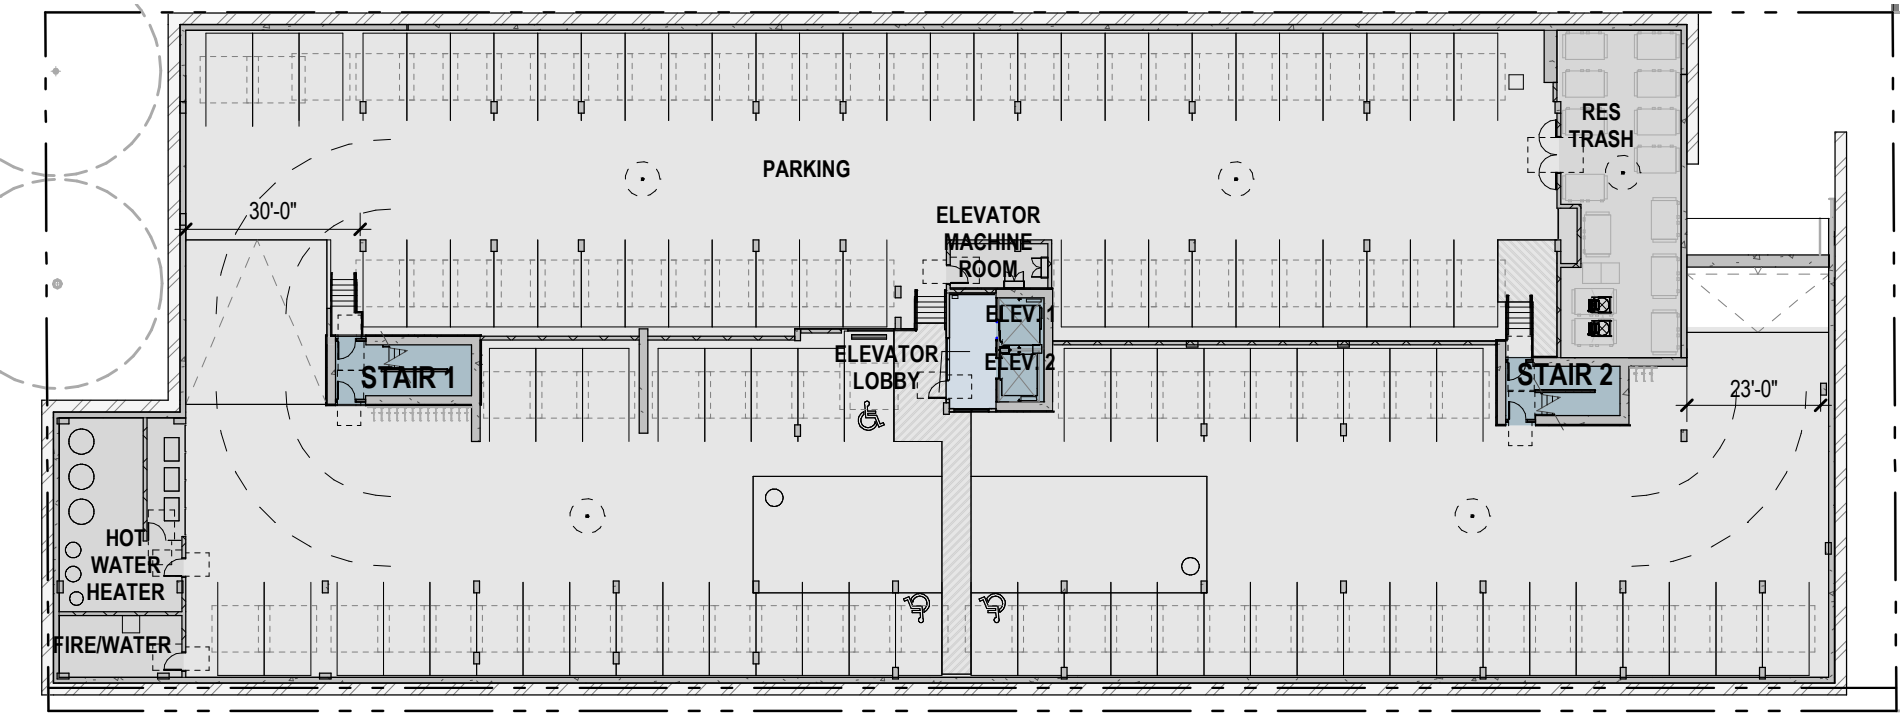 RES
TRASH
PARKING
30'-0"
ELEVATOR
MACHINE
ROOM
ELEV. 1
ELEVATOR
LOBBY
ELEV. 2
STAIR 1
STAIR 2
23'-0"
HOT
WATER
HEATER
FIRE/WATER